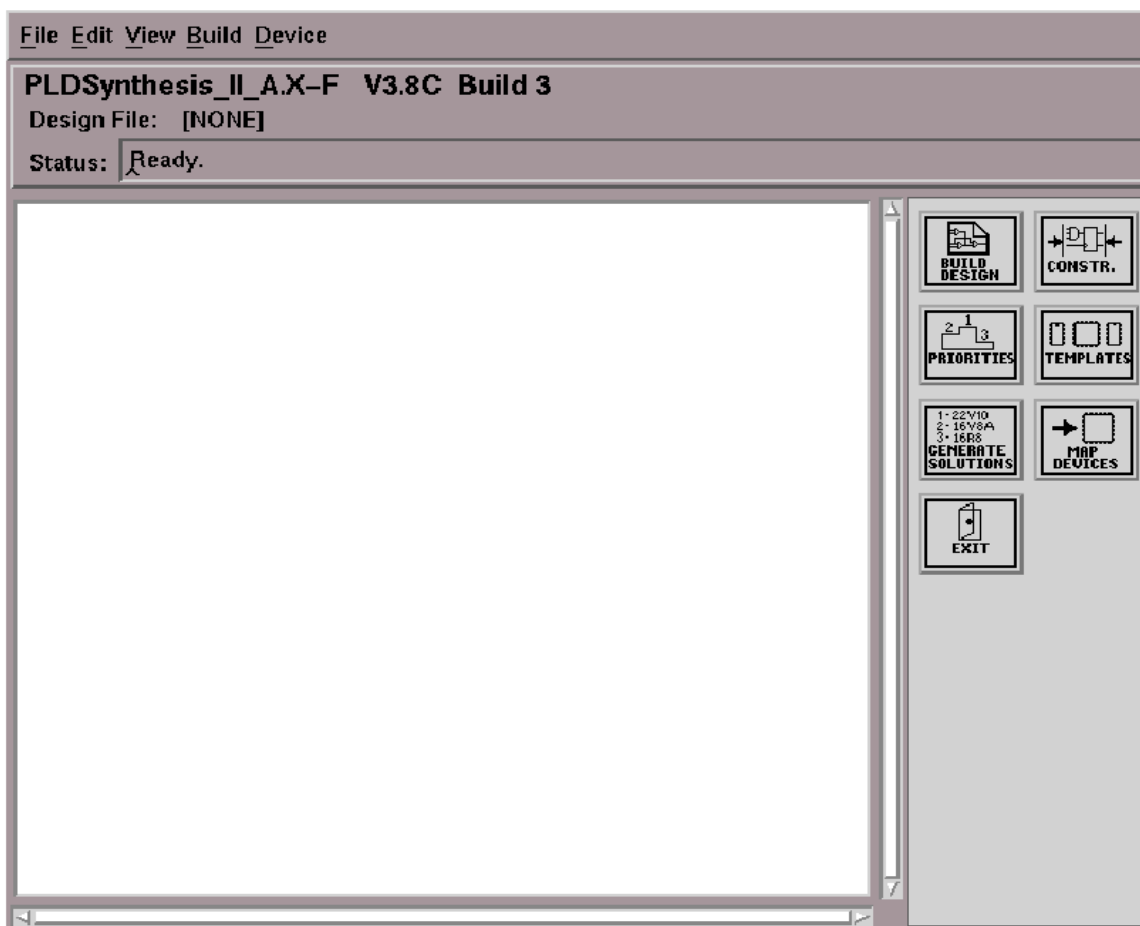 File Edit View Build Device
PLDSynthesis_II_A.X–F V3.8C Build 3
Design File: [NONE]
Status: Ready.
BUILD
DESIGN
CONSTR.
2 1 3
PRIORITIES
TEMPLATES
1-22V10
2-16V8A
3-16R8
GENERATE
SOLUTIONS
MAP
DEVICES
EXIT